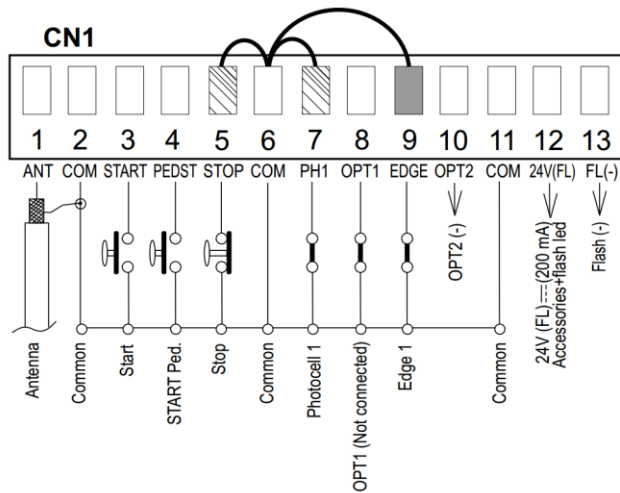 CN1
1 2 3 4 5 6 7 8 9 10 11 12 13
ANT COM START PEDST STOP COM PH1 OPT1 EDGE OPT2 COM 24V(FL) FL(-)
OPT2 (-)
24V (FL)⎓(200 mA)
Accessories+flash led
Flash (-)
Antenna
Common
Start
START Ped.
Stop
Common
Photocell 1
OPT1 (Not connected)
Edge 1
Common